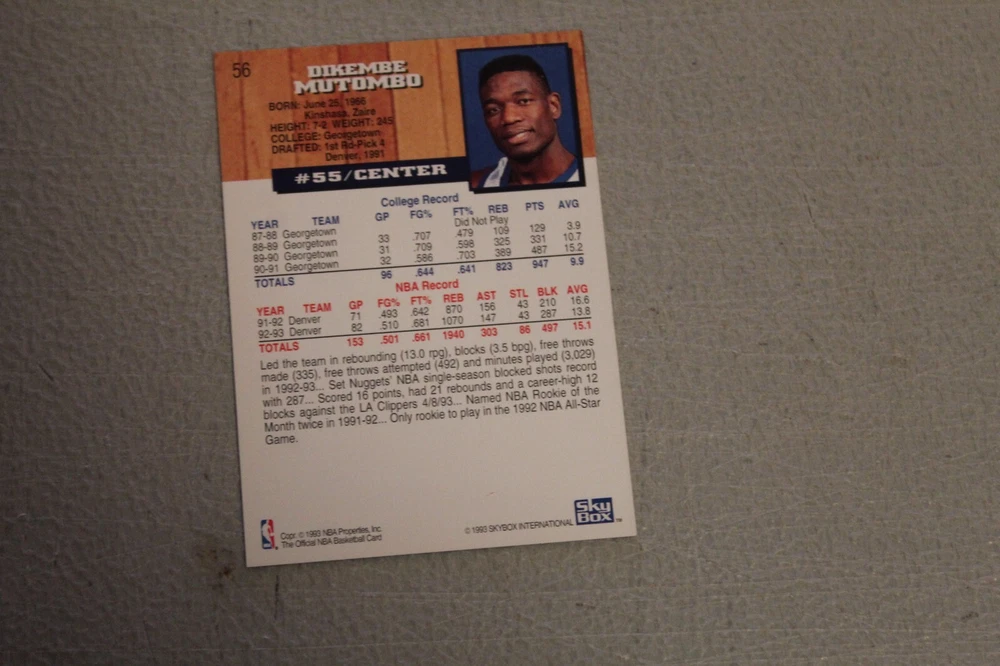 56
DIKEMBE
MUTOMBO
BORN: June 25, 1966
Kinshasa, Zaire
HEIGHT: 7-2 WEIGHT: 245
COLLEGE: Georgetown
DRAFTED: 1st Rd-Pick 4
Denver, 1991
#55/CENTER
College Record
YEAR TEAM GP FG% FT% REB PTS AVG
87-88 Georgetown Did Not Play
88-89 Georgetown 33 .707 .479 109 129 3.9
89-90 Georgetown 31 .709 .598 325 331 10.7
90-91 Georgetown 32 .586 .703 389 487 15.2
TOTALS 96 .644 .641 823 947 9.9
NBA Record
YEAR TEAM GP FG% FT% REB AST STL BLK AVG
91-92 Denver 71 .493 .642 870 156 43 210 16.6
92-93 Denver 82 .510 .681 1070 147 43 287 13.8
TOTALS 153 .501 .661 1940 303 86 497 15.1
Led the team in rebounding (13.0 rpg), blocks (3.5 bpg), free throws
made (335), free throws attempted (492) and minutes played (3,029)
in 1992-93... Set Nuggets' NBA single-season blocked shots record
with 287... Scored 16 points, had 21 rebounds and a career-high 12
blocks against the LA Clippers 4/8/93... Named NBA Rookie of the
Month twice in 1991-92... Only rookie to play in the 1992 NBA All-Star
Game.
Copr. © 1993 NBA Properties, Inc.
The Official NBA Basketball Card
© 1993 SKYBOX INTERNATIONAL
SkyBox™